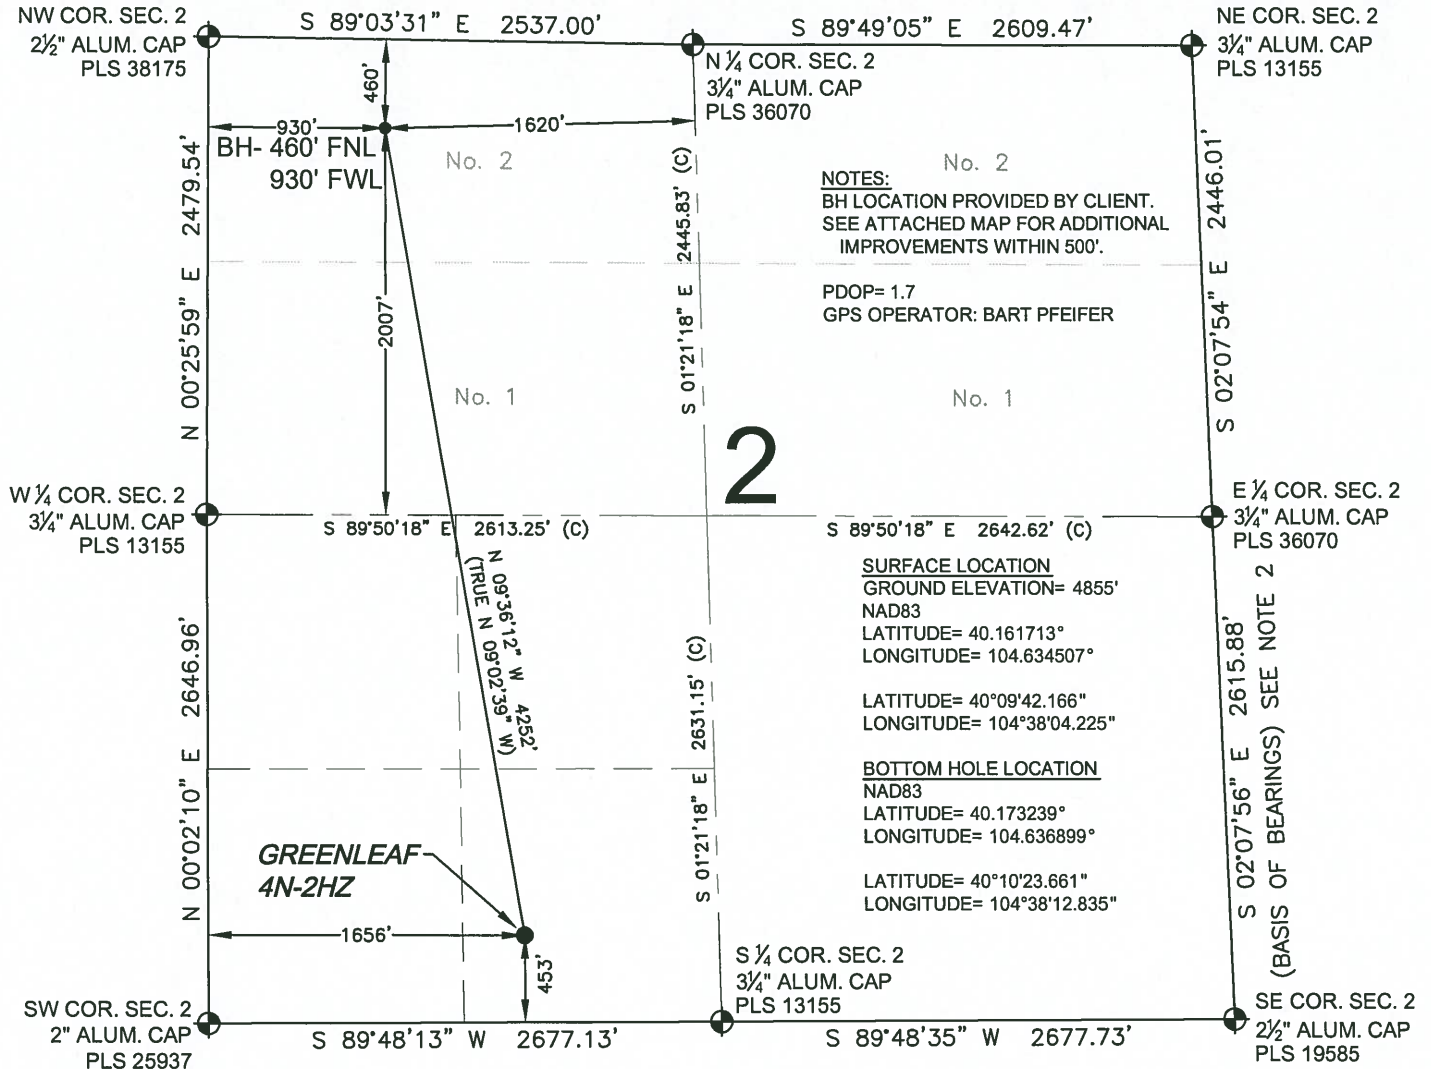 NW COR. SEC. 2
2½" ALUM. CAP
PLS 38175
S 89°03'31" E 2537.00'
S 89°49'05" E 2609.47'
NE COR. SEC. 2
3¼" ALUM. CAP
PLS 13155
N ¼ COR. SEC. 2
3¼" ALUM. CAP
PLS 36070
460'
930'
1620'
BH- 460' FNL
930' FWL
No. 2
No. 2
NOTES:
BH LOCATION PROVIDED BY CLIENT.
SEE ATTACHED MAP FOR ADDITIONAL
IMPROVEMENTS WITHIN 500'.
PDOP= 1.7
GPS OPERATOR: BART PFEIFER
N 00°25'59" E 2479.54'
2007'
S 01°21'18" E 2445.83' (C)
S 02°07'54" E 2446.01'
No. 1
No. 1
2
W ¼ COR. SEC. 2
3¼" ALUM. CAP
PLS 13155
S 89°50'18" E 2613.25' (C)
S 89°50'18" E 2642.62' (C)
E ¼ COR. SEC. 2
3¼" ALUM. CAP
PLS 36070
N 09°36'12" W 4252'
(TRUE N 09°02'39" W)
SURFACE LOCATION
GROUND ELEVATION= 4855'
NAD83
LATITUDE= 40.161713°
LONGITUDE= 104.634507°
LATITUDE= 40°09'42.166"
LONGITUDE= 104°38'04.225"
BOTTOM HOLE LOCATION
NAD83
LATITUDE= 40.173239°
LONGITUDE= 104.636899°
LATITUDE= 40°10'23.661"
LONGITUDE= 104°38'12.835"
N 00°02'10" E 2646.96'
S 01°21'18" E 2631.15' (C)
S 02°07'56" E 2615.88'
(BASIS OF BEARINGS) SEE NOTE 2
GREENLEAF
4N-2HZ
1656'
453'
S ¼ COR. SEC. 2
3¼" ALUM. CAP
PLS 13155
SW COR. SEC. 2
2" ALUM. CAP
PLS 25937
S 89°48'13" W 2677.13'
S 89°48'35" W 2677.73'
SE COR. SEC. 2
2½" ALUM. CAP
PLS 19585